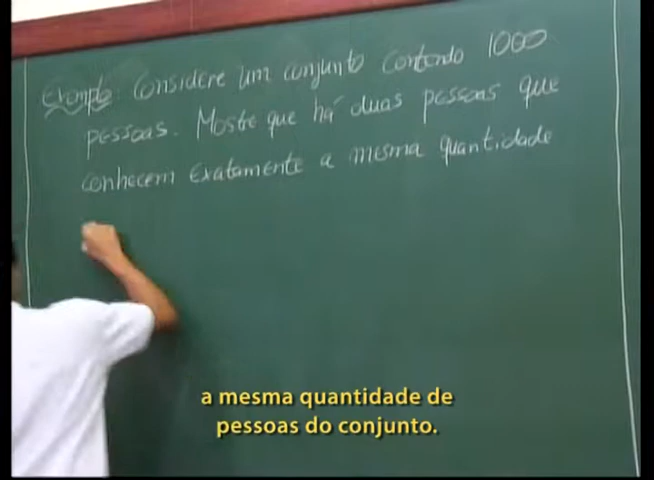 Exemplo: Considere um conjunto contendo 1000
pessoas. Mostre que há duas pessoas que
conhecem exatamente a mesma quantidade
a mesma quantidade de
pessoas do conjunto.